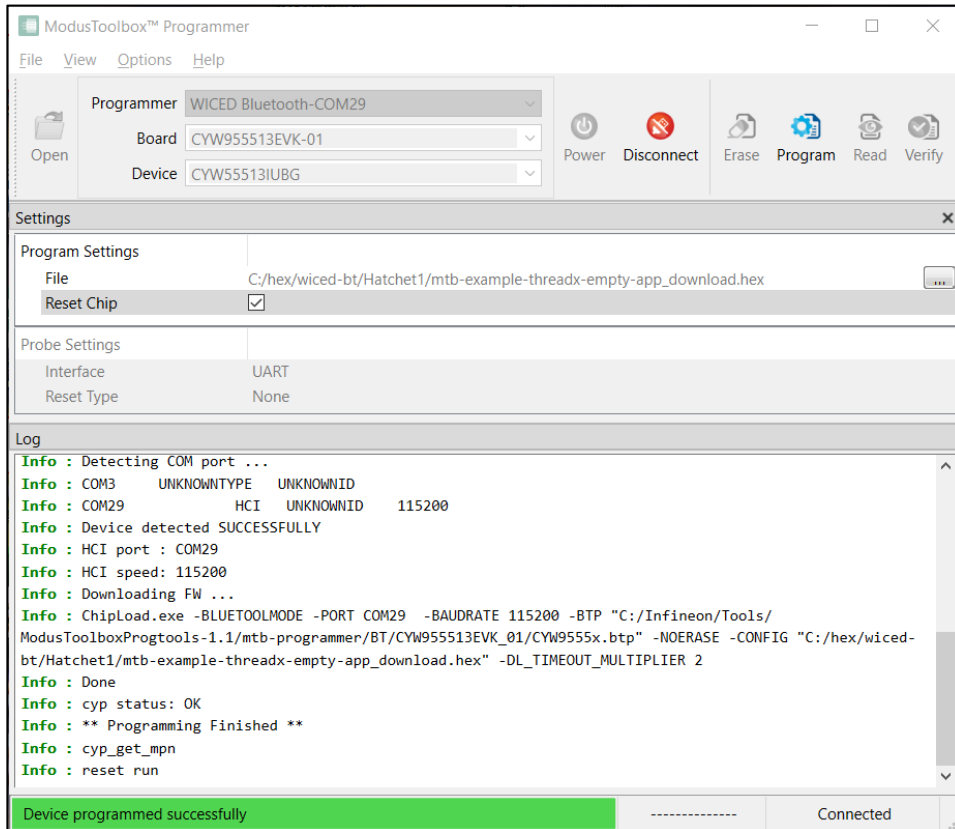 ModusToolbox™ Programmer
File View Options Help
Open
Programmer WICED Bluetooth-COM29
Board CYW955513EVK-01
Device CYW55513IUBG
Power Disconnect Erase Program Read Verify
Settings
Program Settings
File C:/hex/wiced-bt/Hatchet1/mtb-example-threadx-empty-app_download.hex ...
Reset Chip
Probe Settings
Interface UART
Reset Type None
Log
Info : Detecting COM port ...
Info : COM3 UNKNOWNTYPE UNKNOWNID
Info : COM29 HCI UNKNOWNID 115200
Info : Device detected SUCCESSFULLY
Info : HCI port : COM29
Info : HCI speed: 115200
Info : Downloading FW ...
Info : ChipLoad.exe -BLUETOOLMODE -PORT COM29 -BAUDRATE 115200 -BTP "C:/Infineon/Tools/
ModusToolboxProgtools-1.1/mtb-programmer/BT/CYW955513EVK_01/CYW9555x.btp" -NOERASE -CONFIG "C:/hex/wiced-
bt/Hatchet1/mtb-example-threadx-empty-app_download.hex" -DL_TIMEOUT_MULTIPLIER 2
Info : Done
Info : cyp status: OK
Info : ** Programming Finished **
Info : cyp_get_mpn
Info : reset run
Device programmed successfully -------------- Connected